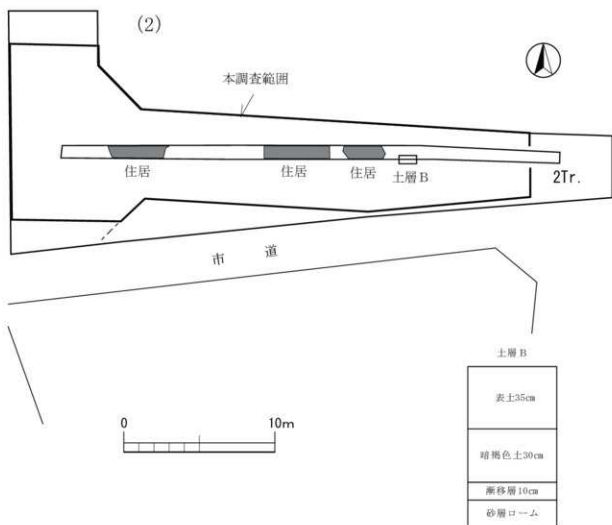 (2)
本調査範囲
住居
住居
住居
土層B
2Tr.
市道
土層B
0
10m
表土35cm
暗褐色土30cm
漸移層10cm
砂層ローム